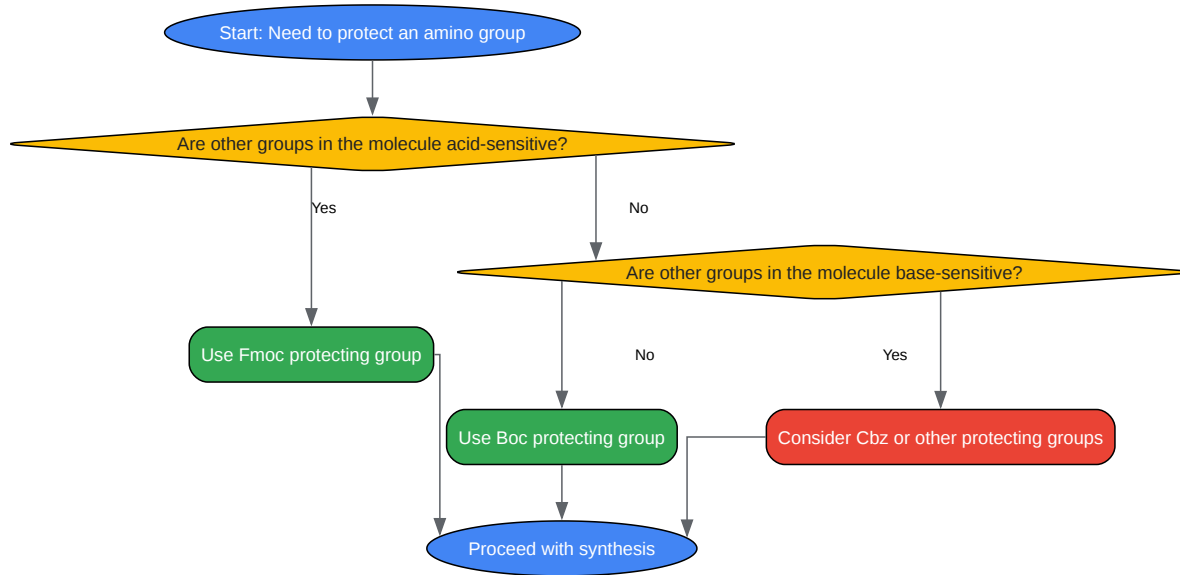 Start: Need to protect an amino group
Are other groups in the molecule acid-sensitive?
Yes
No
Are other groups in the molecule base-sensitive?
Use Fmoc protecting group
No
Yes
Use Boc protecting group
Consider Cbz or other protecting groups
Proceed with synthesis